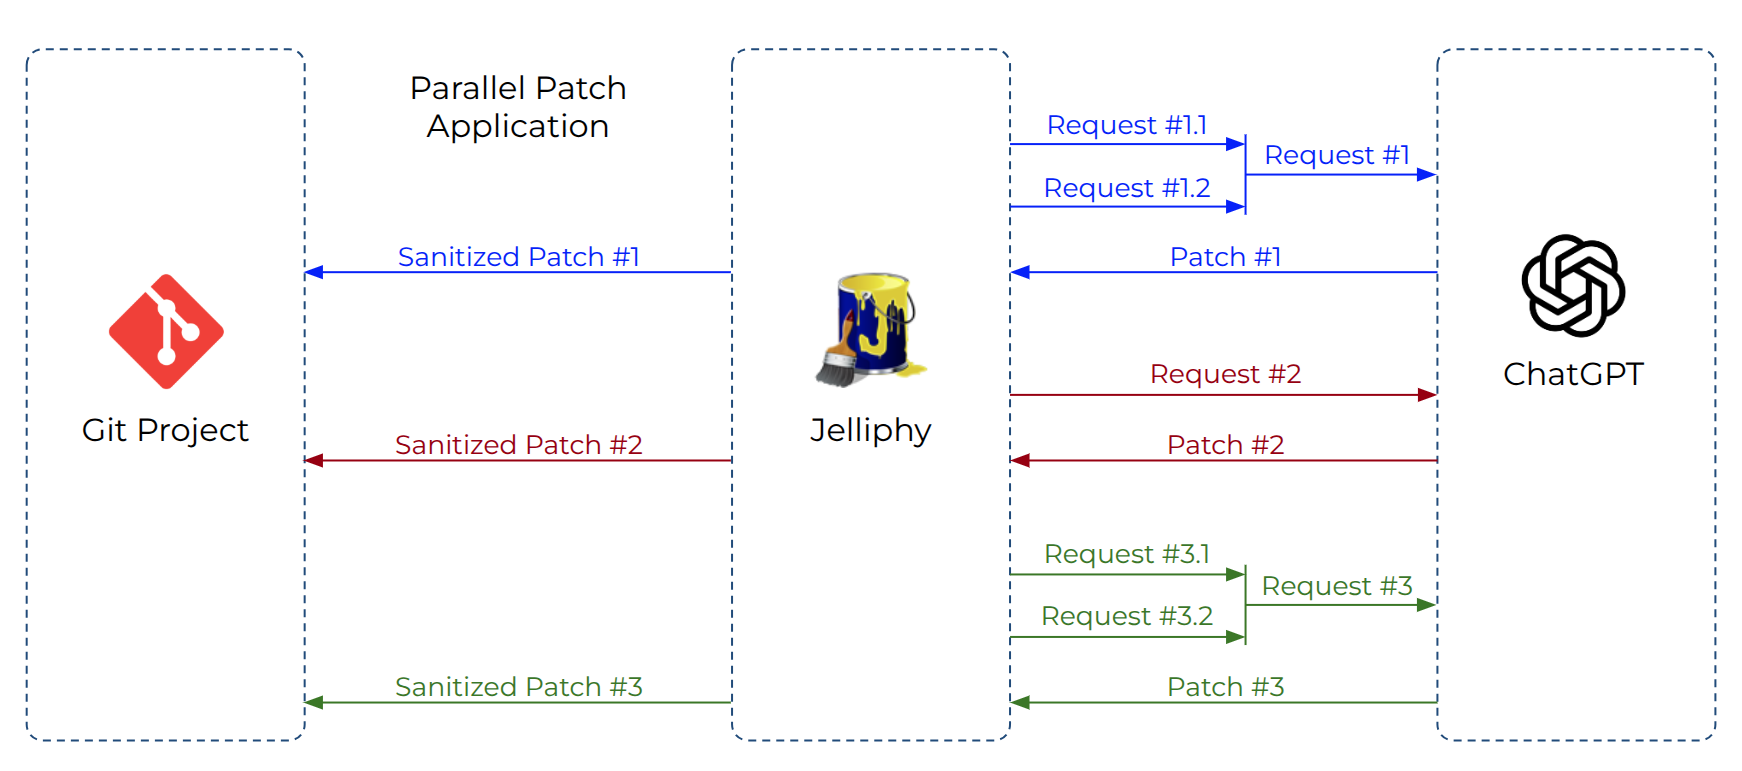 Parallel Patch
Application
Request #1.1
Request #1
Request #1.2
Sanitized Patch #1
Patch #1
J
Request #2
ChatGPT
Git Project
Jelliphy
Sanitized Patch #2
Patch #2
Request #3.1
Request #3
Request #3.2
Sanitized Patch #3
Patch #3